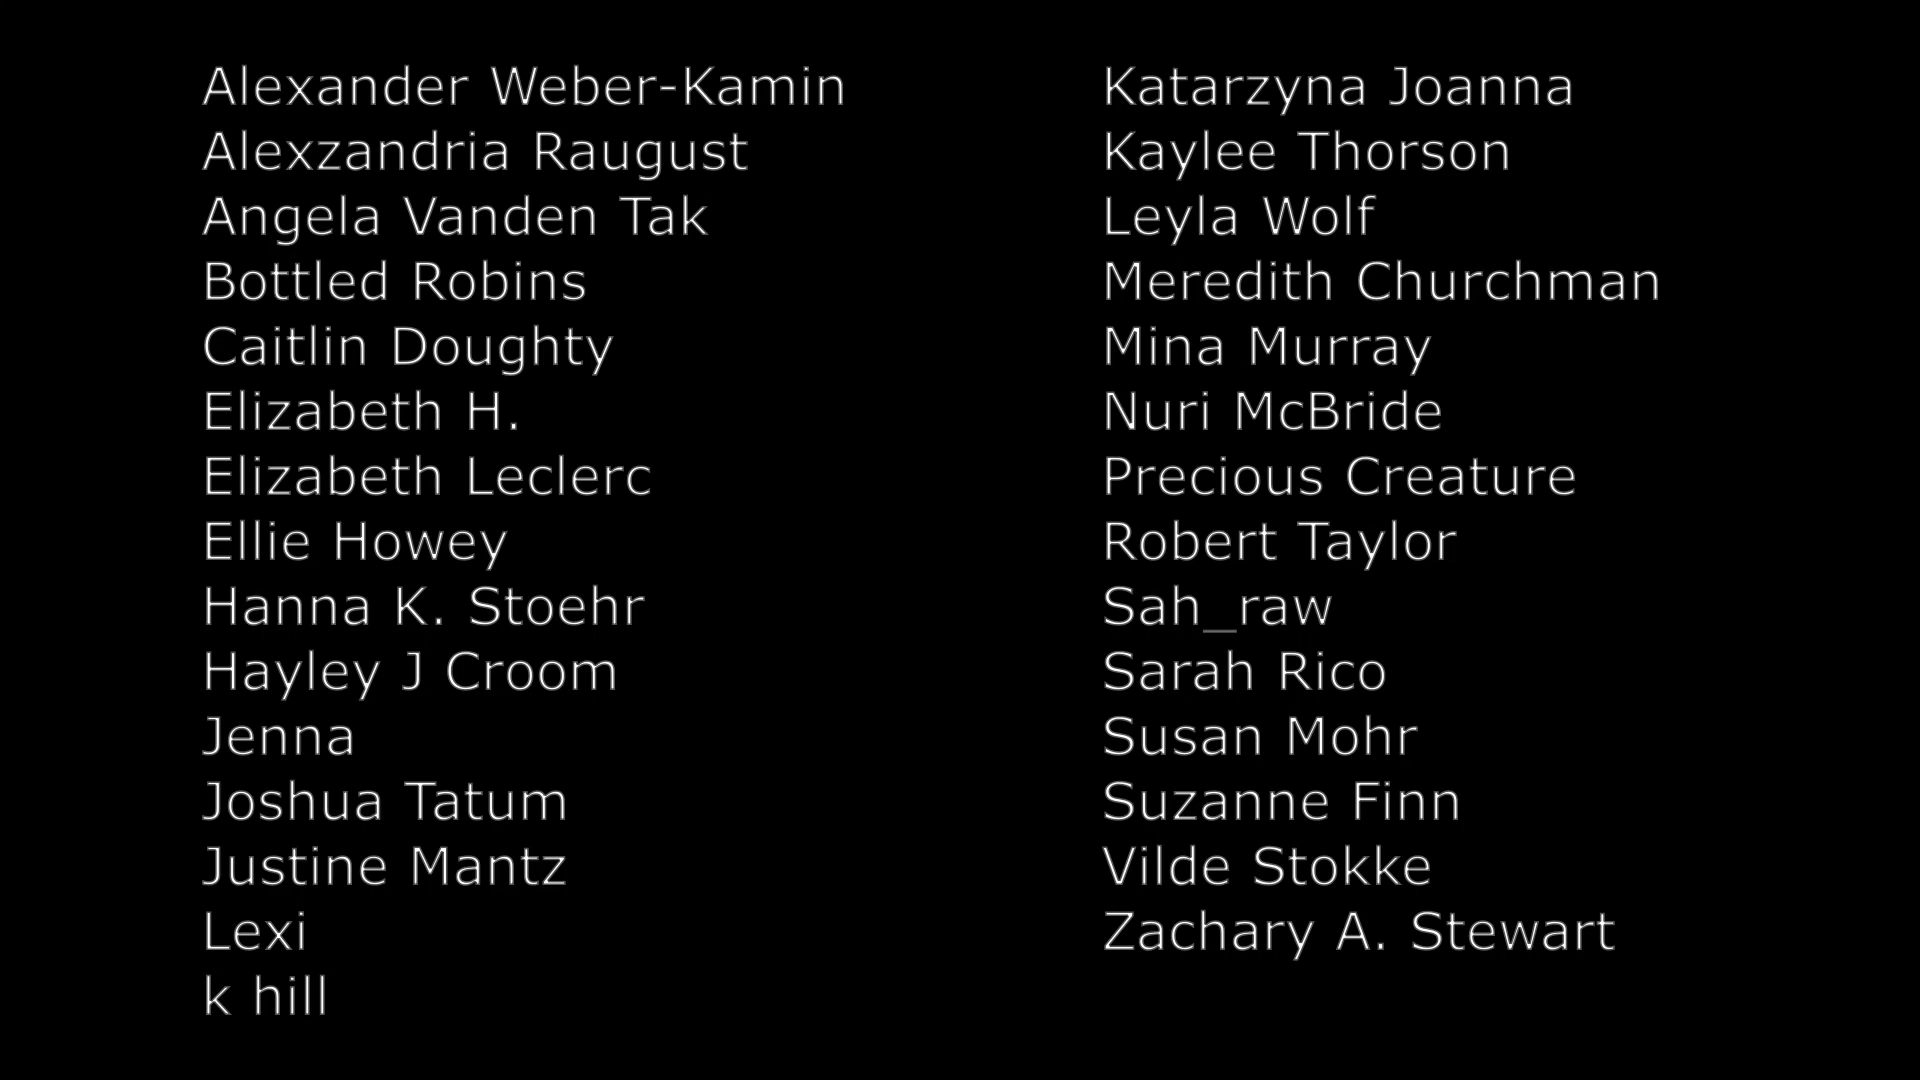 Alexander Weber-Kamin
Alexzandria Raugust
Angela Vanden Tak
Bottled Robins
Caitlin Doughty
Elizabeth H.
Elizabeth Leclerc
Ellie Howey
Hanna K. Stoehr
Hayley J Croom
Jenna
Joshua Tatum
Justine Mantz
Lexi
k hill
Katarzyna Joanna
Kaylee Thorson
Leyla Wolf
Meredith Churchman
Mina Murray
Nuri McBride
Precious Creature
Robert Taylor
Sah_raw
Sarah Rico
Susan Mohr
Suzanne Finn
Vilde Stokke
Zachary A. Stewart